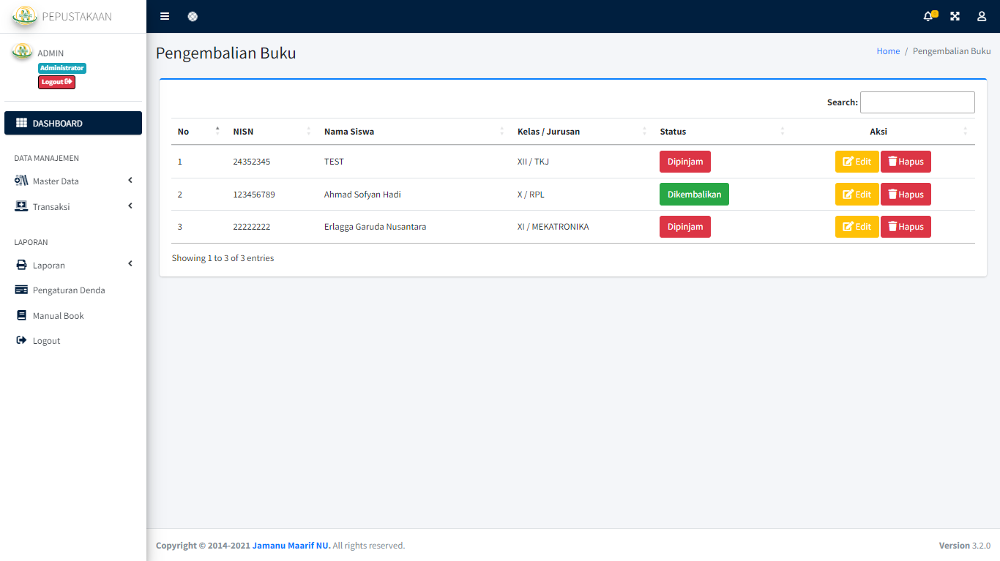 PEPUSTAKAAN
0
ADMIN
Administrator
Logout
DASHBOARD
DATA MANAJEMEN
Master Data
Transaksi
LAPORAN
Laporan
Pengaturan Denda
Manual Book
Logout
Pengembalian Buku
Home / Pengembalian Buku
Search:
No NISN Nama Siswa Kelas / Jurusan Status Aksi
1 24352345 TEST XII / TKJ Dipinjam Edit Hapus
2 123456789 Ahmad Sofyan Hadi X / RPL Dikembalikan Edit Hapus
3 22222222 Erlagga Garuda Nusantara XI / MEKATRONIKA Dipinjam Edit Hapus
Showing 1 to 3 of 3 entries
Copyright © 2014-2021 Jamanu Maarif NU. All rights reserved.
Version 3.2.0